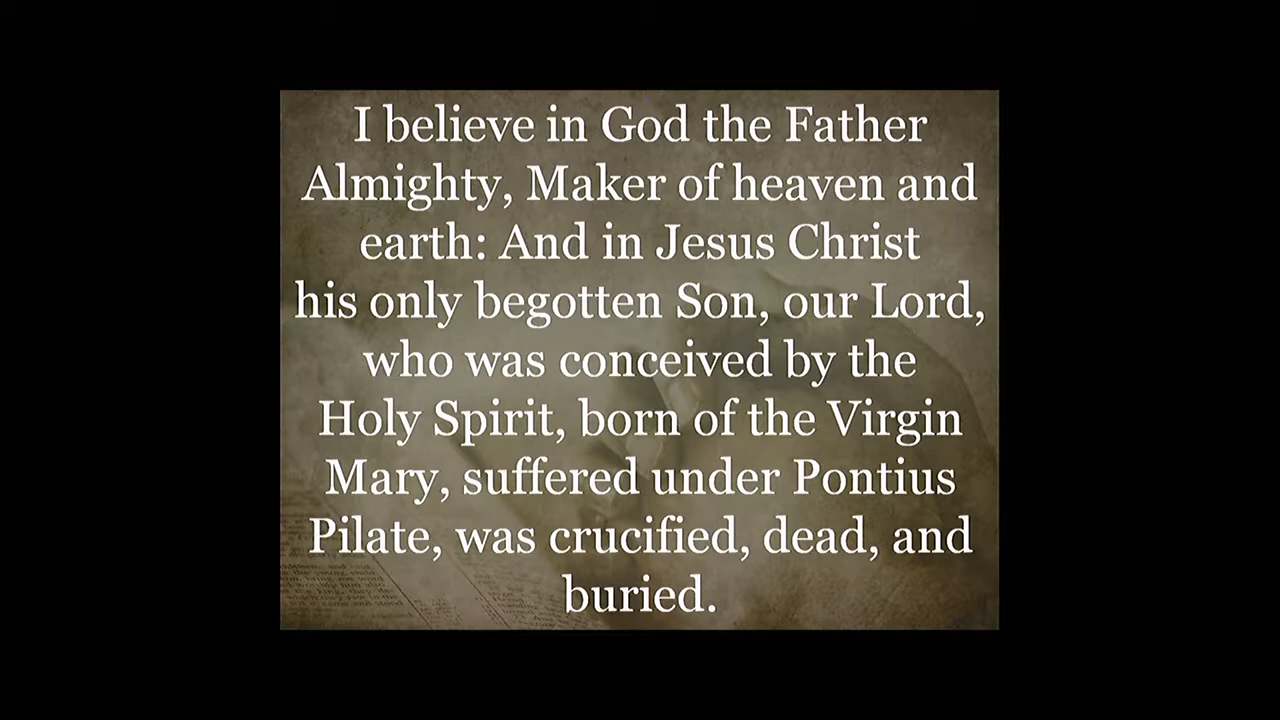 I believe in God the Father
Almighty, Maker of heaven and
earth: And in Jesus Christ
his only begotten Son, our Lord,
who was conceived by the
Holy Spirit, born of the Virgin
Mary, suffered under Pontius
Pilate, was crucified, dead, and
buried.